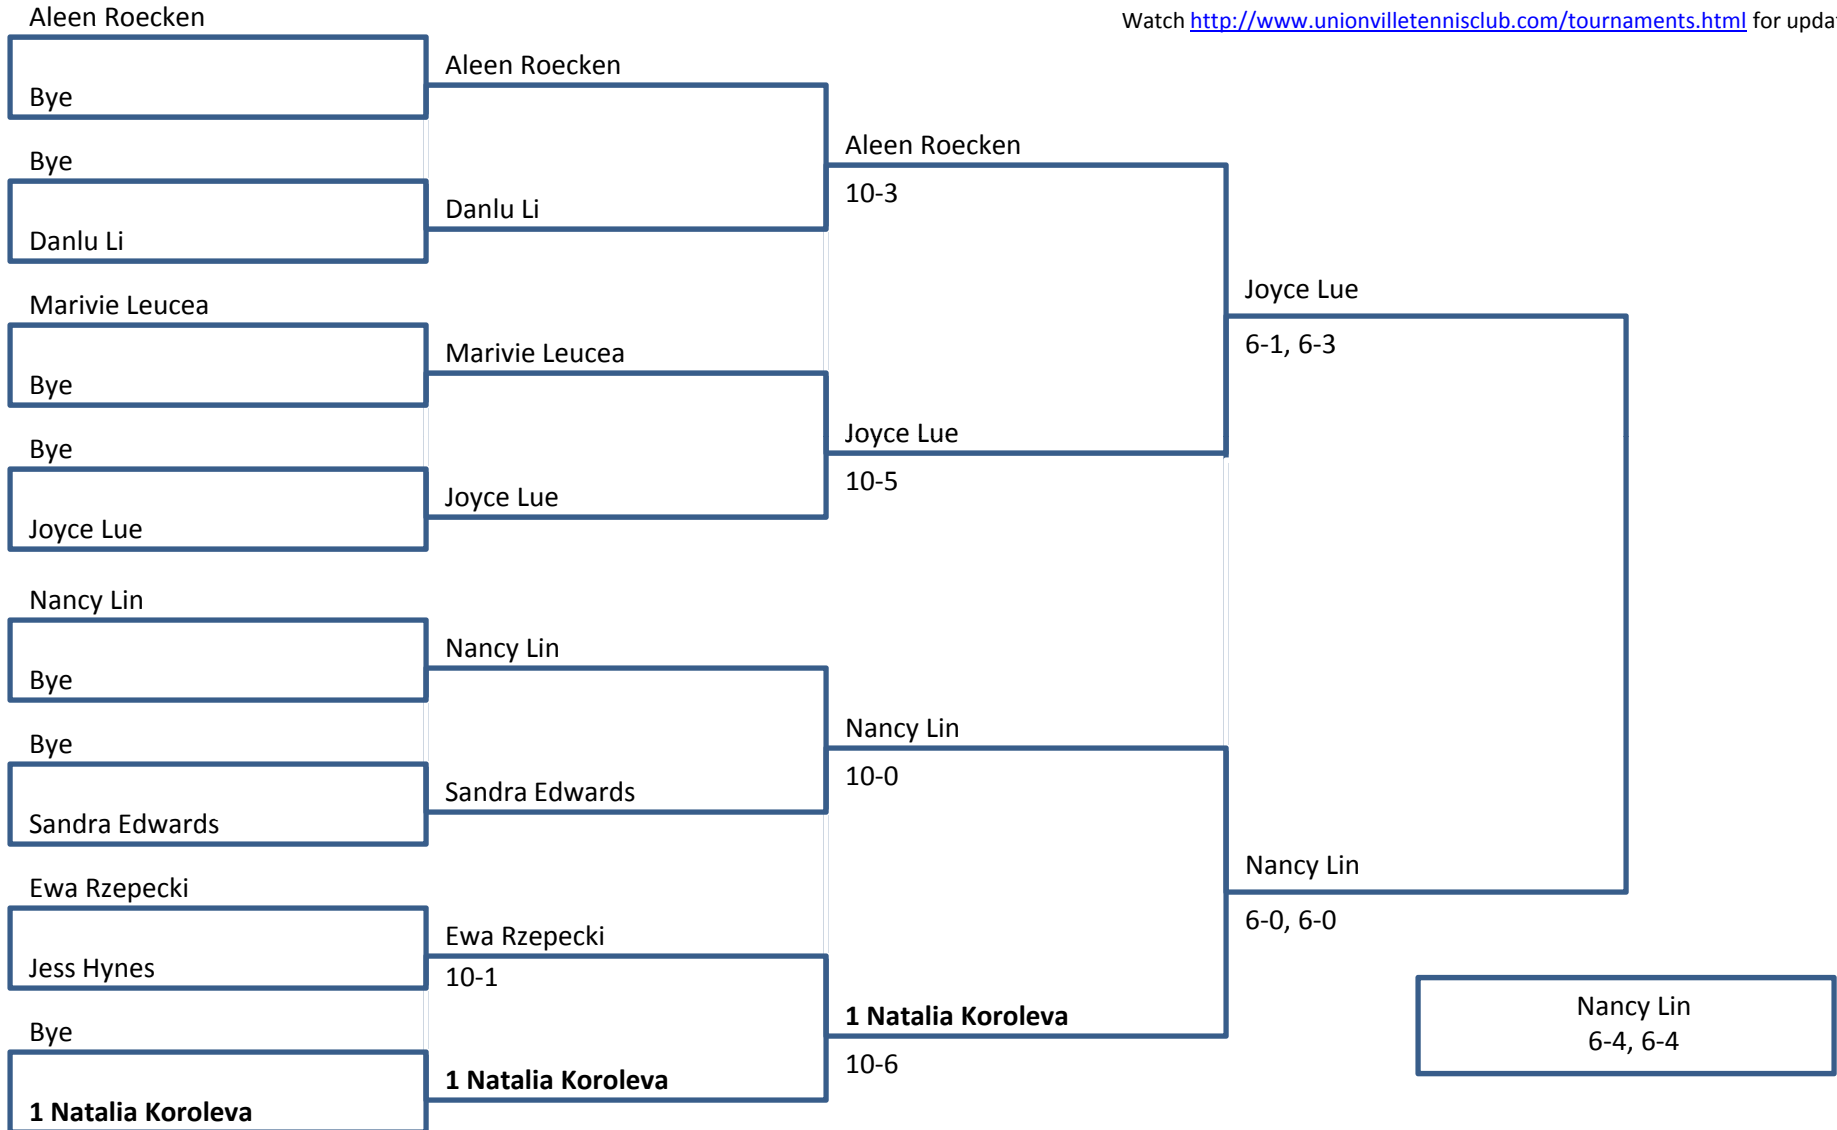 Aleen Roecken
Watch http://www.unionvilletennisclub.com/tournaments.html for upda
Bye
Bye
Danlu Li
Marivie Leucea
Bye
Bye
Joyce Lue
Nancy Lin
Bye
Bye
Sandra Edwards
Ewa Rzepecki
Jess Hynes
Bye
1 Natalia Koroleva
Aleen Roecken
Danlu Li
Marivie Leucea
Joyce Lue
Nancy Lin
Sandra Edwards
Ewa Rzepecki
10-1
1 Natalia Koroleva
Aleen Roecken
10-3
Joyce Lue
10-5
Nancy Lin
10-0
1 Natalia Koroleva
10-6
Joyce Lue
6-1, 6-3
Nancy Lin
6-0, 6-0
Nancy Lin
6-4, 6-4